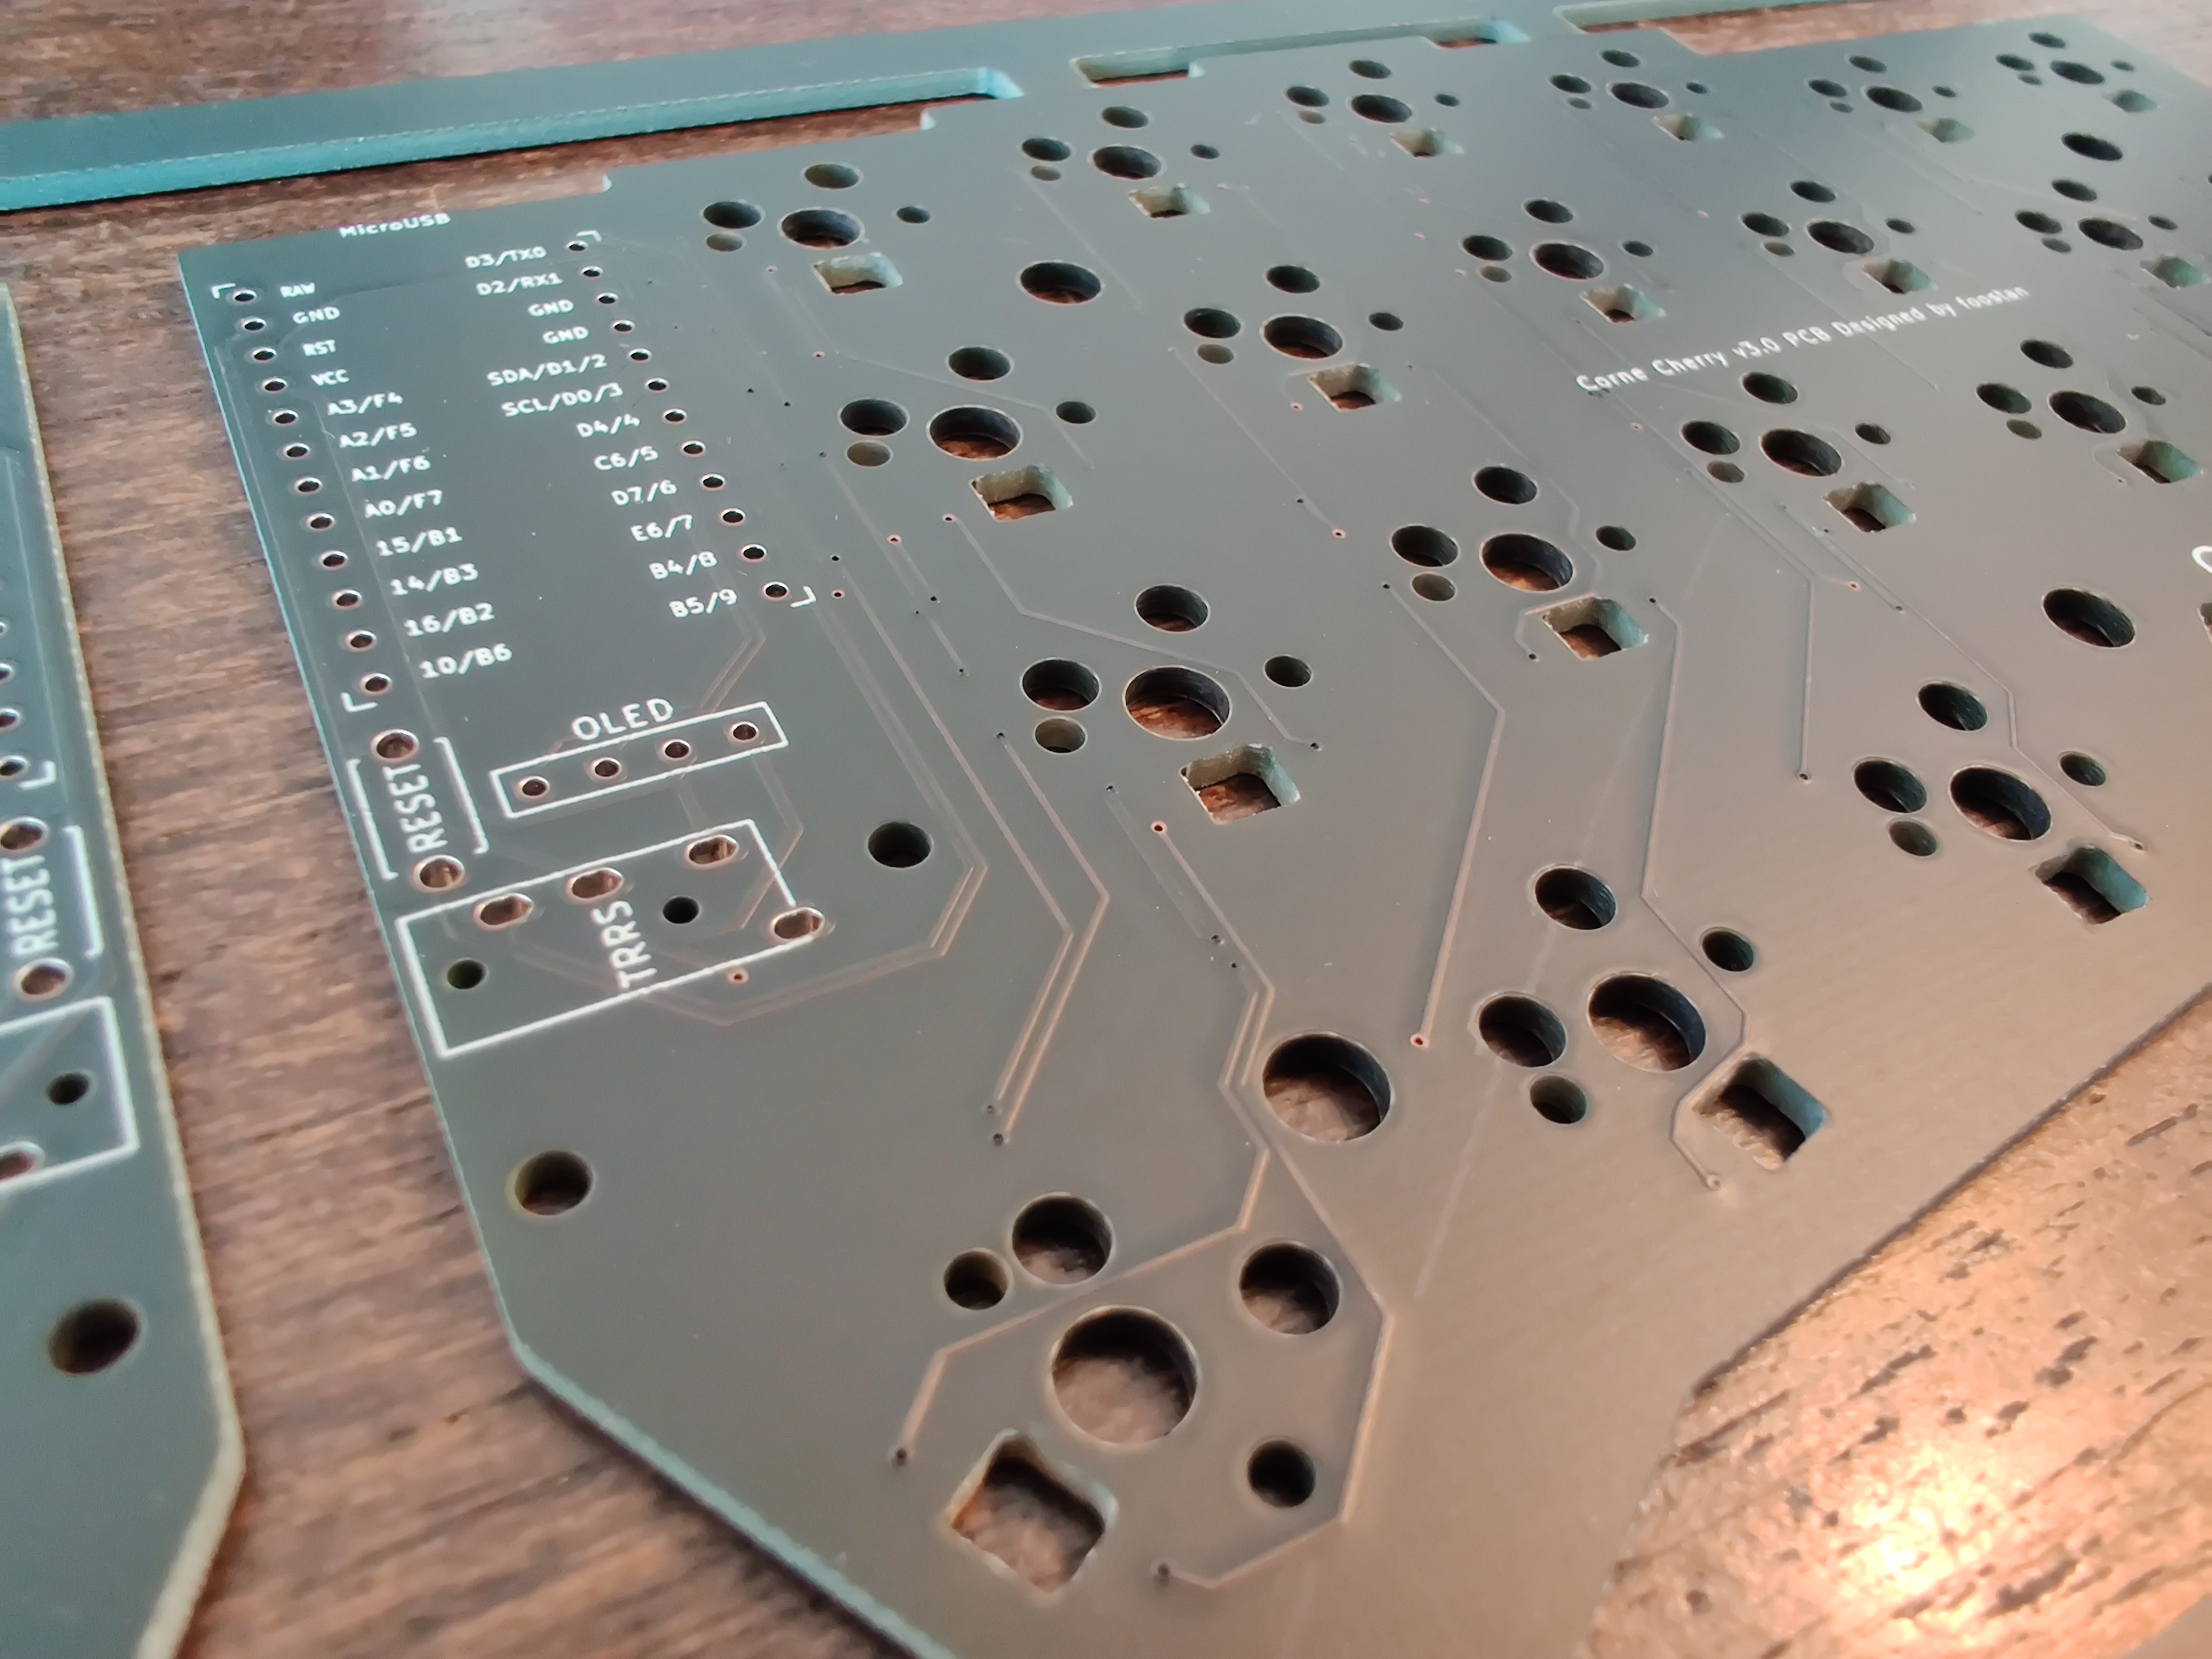 MicroUSB
RAW
GND
RST
VCC
A3/F4
A2/F5
A1/F6
A0/F7
15/B1
14/B3
16/B2
10/B6
D3/TX0
D2/RX1
GND
GND
SDA/D1/2
SCL/D0/3
D4/4
C6/5
D7/6
E6/7
B4/8
B5/9
OLED
RESET
TRRS
Corne Cherry v3.0 PCB Designed by foostan
RESET